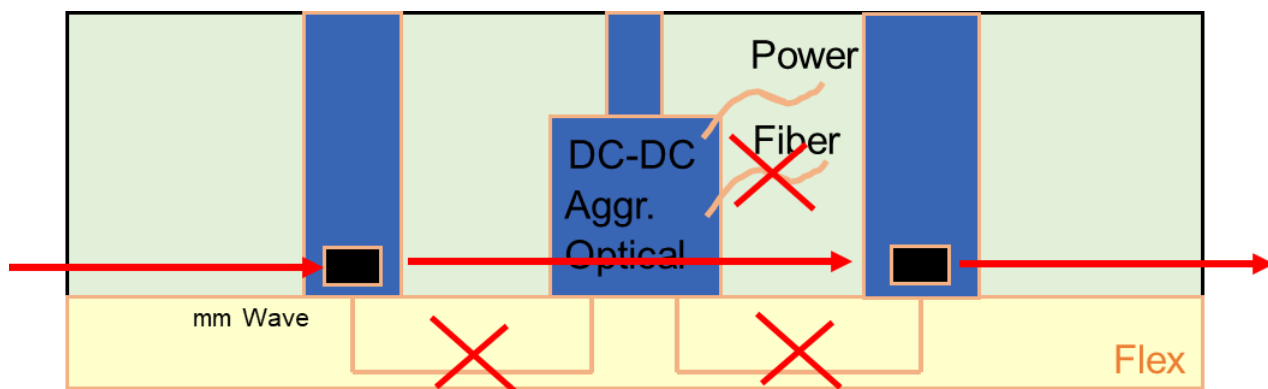 Power
Fiber
DC-DC
Aggr.
Optical
mm Wave
Flex